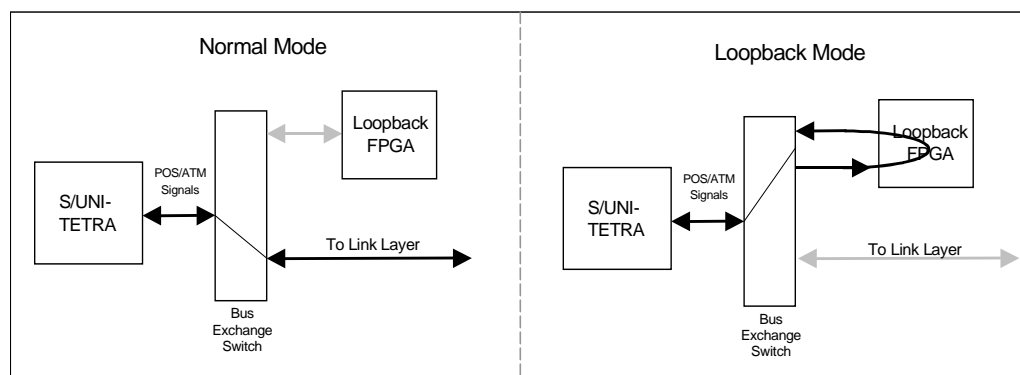 Normal Mode
Loopback
FPGA
POS/ATM
Signals
S/UNI-
TETRA
To Link Layer
Bus
Exchange
Switch
Loopback Mode
Loopback
FPGA
POS/ATM
Signals
S/UNI-
TETRA
To Link Layer
Bus
Exchange
Switch